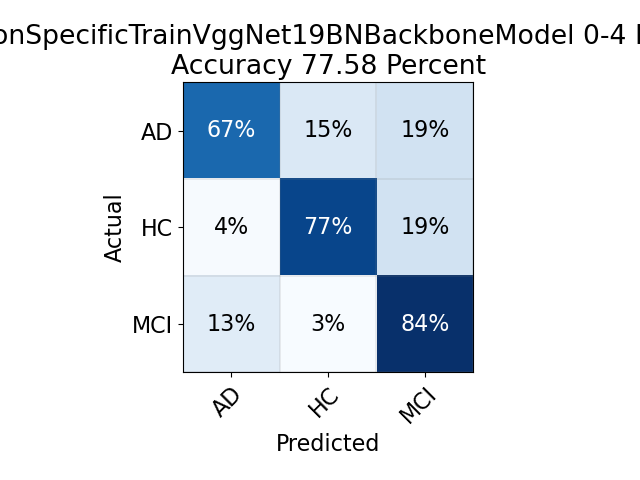 onSpecificTrainVggNet19BNBackboneModel 0-4
Accuracy 77.58 Percent
AD 67% 15% 19%
HC 4% 77% 19%
MCI 13% 3% 84%
Actual
AD HC MCI
Predicted